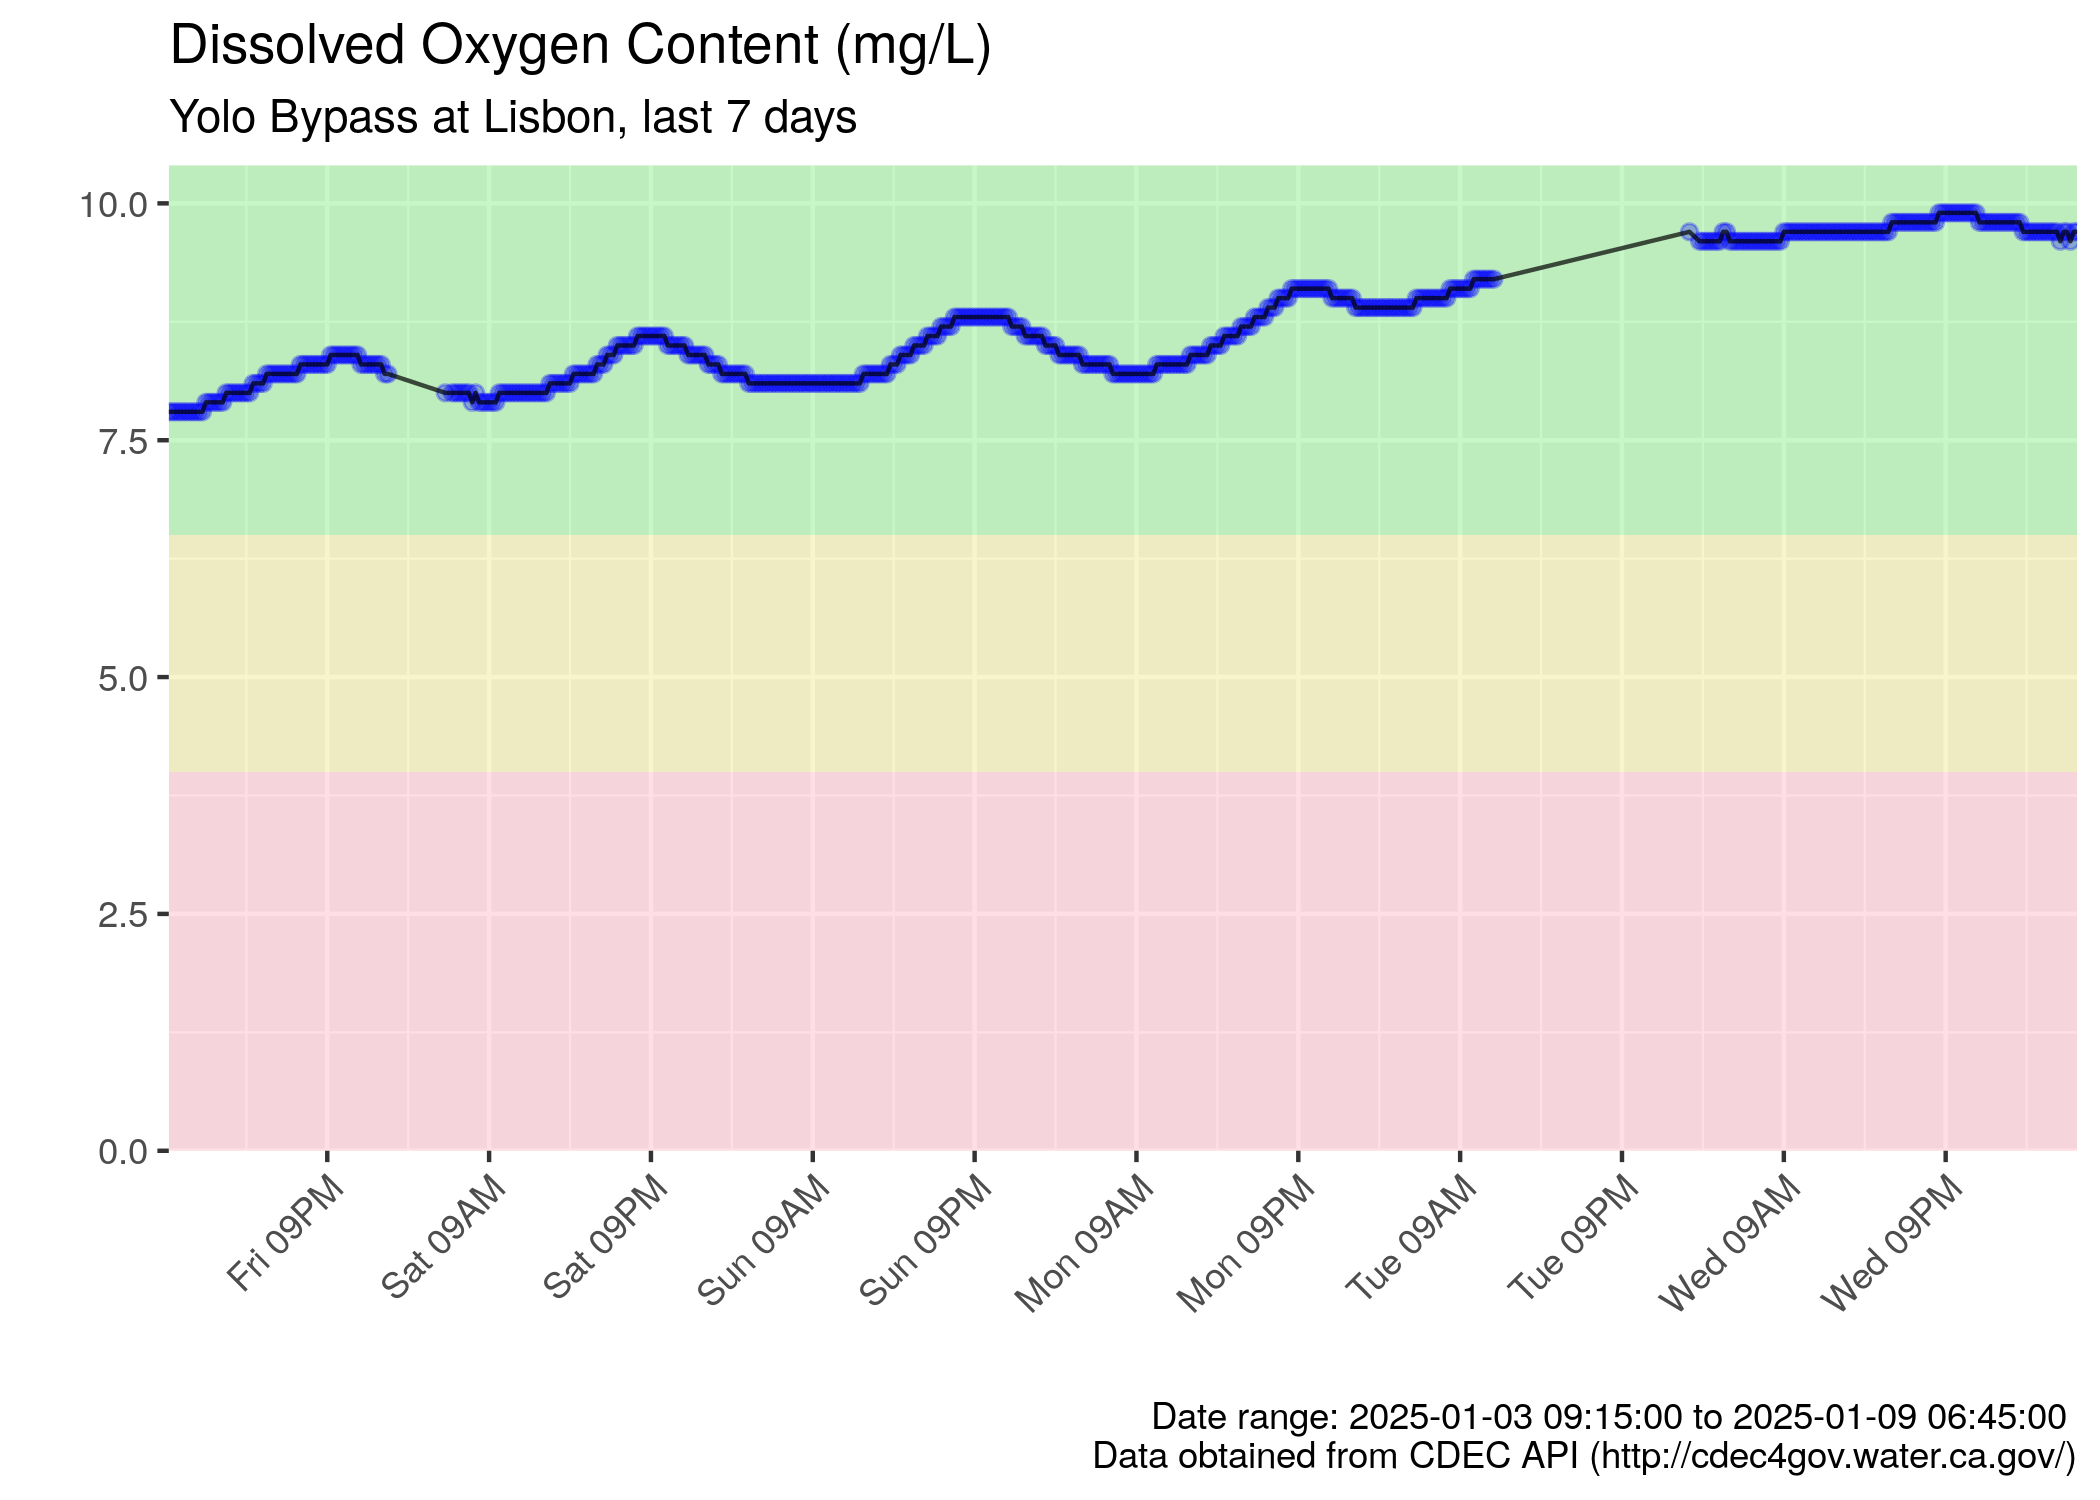 Dissolved Oxygen Content (mg/L)
Yolo Bypass at Lisbon, last 7 days
10.0
7.5
5.0
2.5
0.0
Fri 09PM
Sat 09AM
Sat 09PM
Sun 09AM
Sun 09PM
Mon 09AM
Mon 09PM
Tue 09AM
Tue 09PM
Wed 09AM
Wed 09PM
Date range: 2025-01-03 09:15:00 to 2025-01-09 06:45:00
Data obtained from CDEC API (http://cdec4gov.water.ca.gov/)